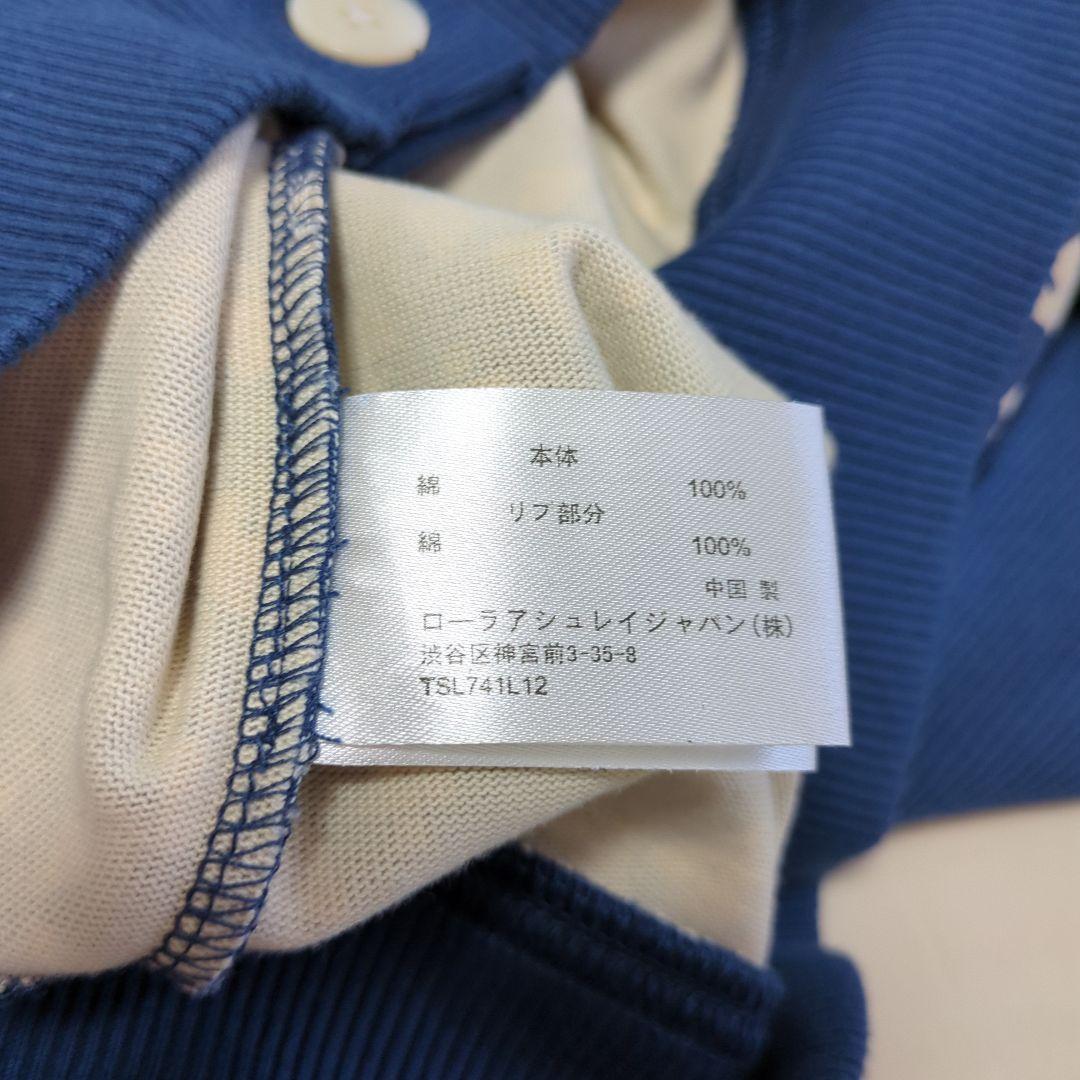 本体
綿 100%
リブ部分
綿 100%
中国 製
ローラアシュレイジャパン(株)
渋谷区神宮前3-35-8
TSL741L12